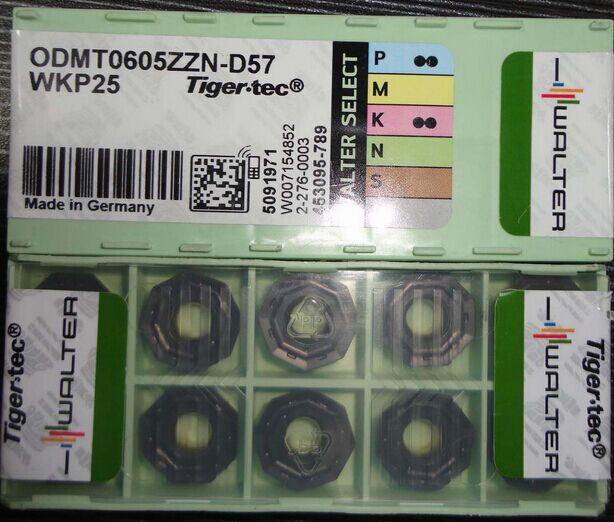 ODMT0605ZZN-D57
WKP25
Tiger·tec®
Made in Germany
5091971
W007154852
2-276-0003
453095-789
ALTER SELECT
P
M
K
N
S
WALTER
Tiger·tec®
WALTER
WALTER
Tiger·tec®